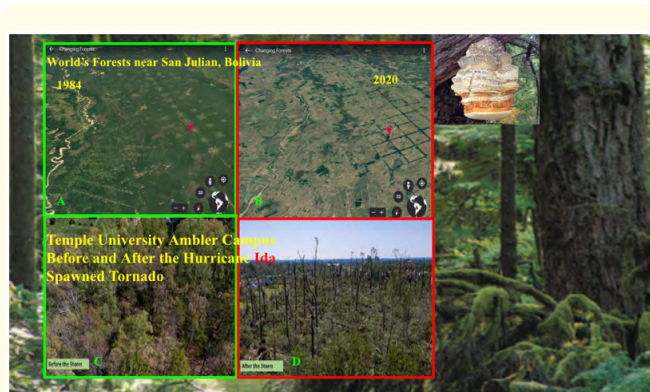 Changing Forests
Changing Forests
World's Forests near San Julian, Bolivia
1984
2020
A
B
Temple University Ambler Campus
Before and After the Hurricane Ida
Spawned Tornado
Before the Storm
C
After the Storm
D